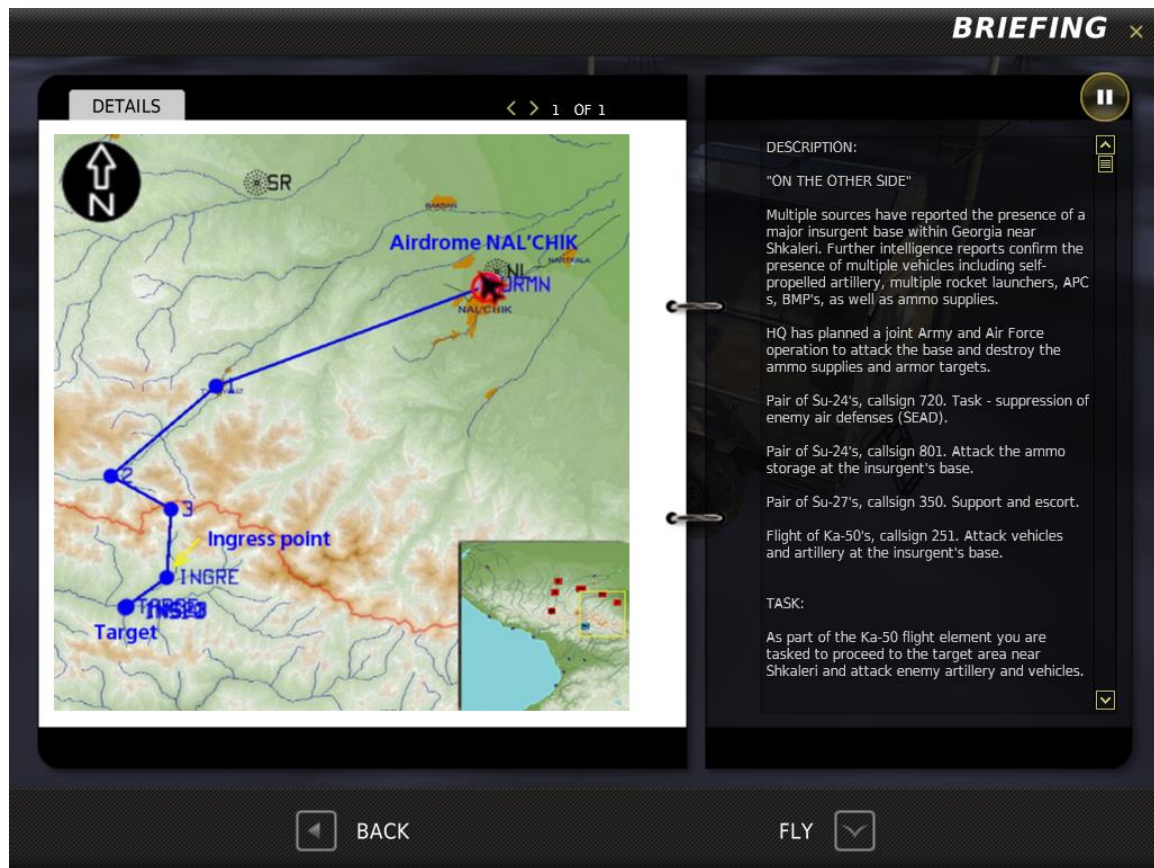 BRIEFING
DETAILS
1 OF 1
N
SR
BAKSAN
Airdrome NAL'CHIK
NL
NARTKALA
NAL'CHIK
1
2
3
Ingress point
INGRE
Target
DESCRIPTION:
"ON THE OTHER SIDE"
Multiple sources have reported the presence of a
major insurgent base within Georgia near
Shkaleri. Further intelligence reports confirm the
presence of multiple vehicles including self-
propelled artillery, multiple rocket launchers, APC
s, BMP's, as well as ammo supplies.
HQ has planned a joint Army and Air Force
operation to attack the base and destroy the
ammo supplies and armor targets.
Pair of Su-24's, callsign 720. Task - suppression of
enemy air defenses (SEAD).
Pair of Su-24's, callsign 801. Attack the ammo
storage at the insurgent's base.
Pair of Su-27's, callsign 350. Support and escort.
Flight of Ka-50's, callsign 251. Attack vehicles
and artillery at the insurgent's base.
TASK:
As part of the Ka-50 flight element you are
tasked to proceed to the target area near
Shkaleri and attack enemy artillery and vehicles.
BACK
FLY